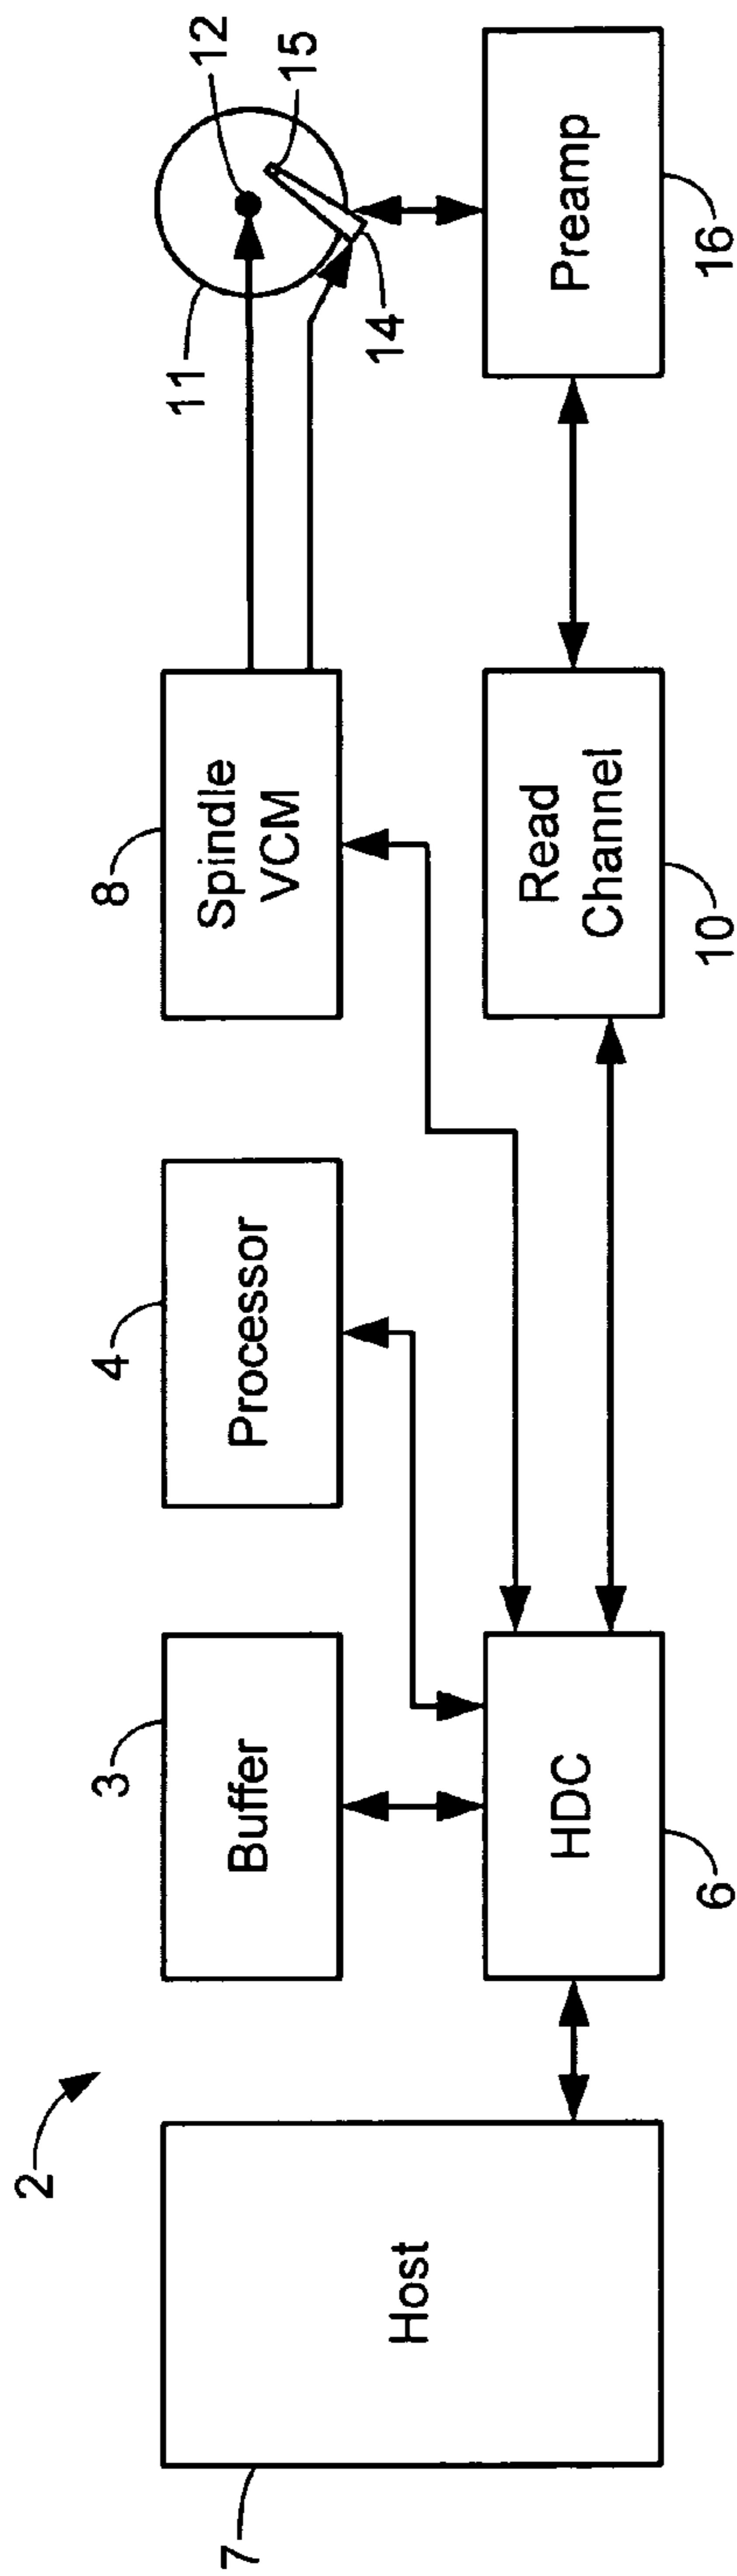 2
7
Host
3
Buffer
4
Processor
8
Spindle
VCM
11
12
15
14
HDC
6
Read
Channel
10
Preamp
16